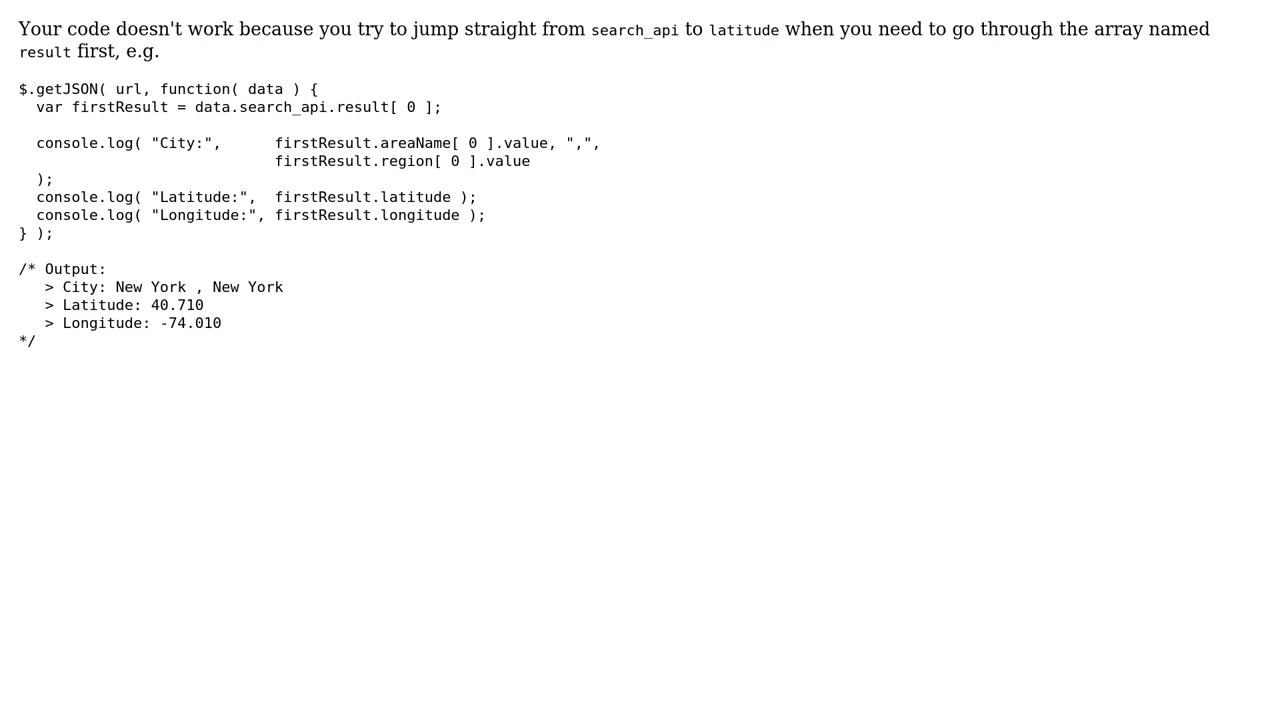 Your code doesn't work because you try to jump straight from search_api to latitude when you need to go through the array named
result first, e.g.
$.getJSON( url, function( data ) {
  var firstResult = data.search_api.result[ 0 ];

  console.log( "City:",      firstResult.areaName[ 0 ].value, ",",
                             firstResult.region[ 0 ].value
  );
  console.log( "Latitude:",  firstResult.latitude );
  console.log( "Longitude:", firstResult.longitude );
} );

/* Output:
   > City: New York , New York
   > Latitude: 40.710
   > Longitude: -74.010
*/